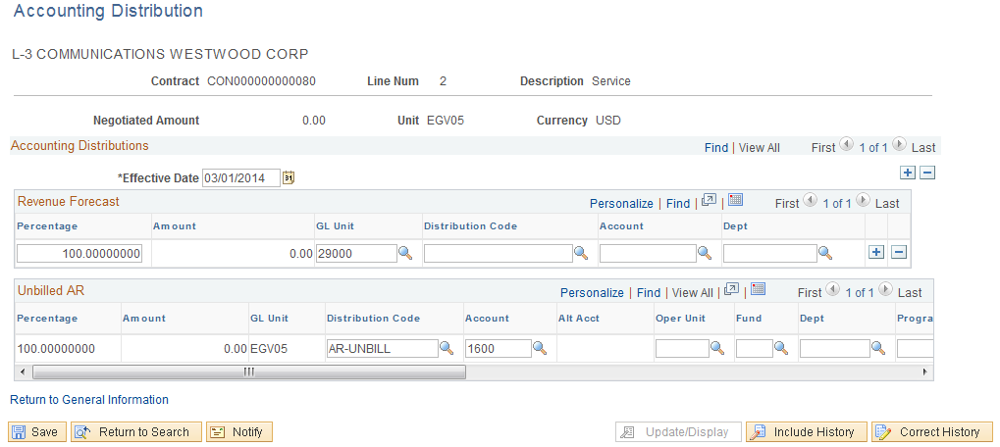 Accounting Distribution
L-3 COMMUNICATIONS WESTWOOD CORP
Contract CON000000000080 Line Num 2 Description Service
Negotiated Amount 0.00 Unit EGV05 Currency USD
Accounting Distributions Find | View All First 1 of 1 Last
*Effective Date 03/01/2014 31
Revenue Forecast Personalize | Find | | First 1 of 1 Last
Percentage Amount GL Unit Distribution Code Account Dept
100.00000000 0.00 29000
Unbilled AR Personalize | Find | View All | | First 1 of 1 Last
Percentage Amount GL Unit Distribution Code Account Alt Acct Oper Unit Fund Dept Progra
100.00000000 0.00 EGV05 AR-UNBILL 1600
Return to General Information
Save Return to Search Notify Update/Display Include History Correct History